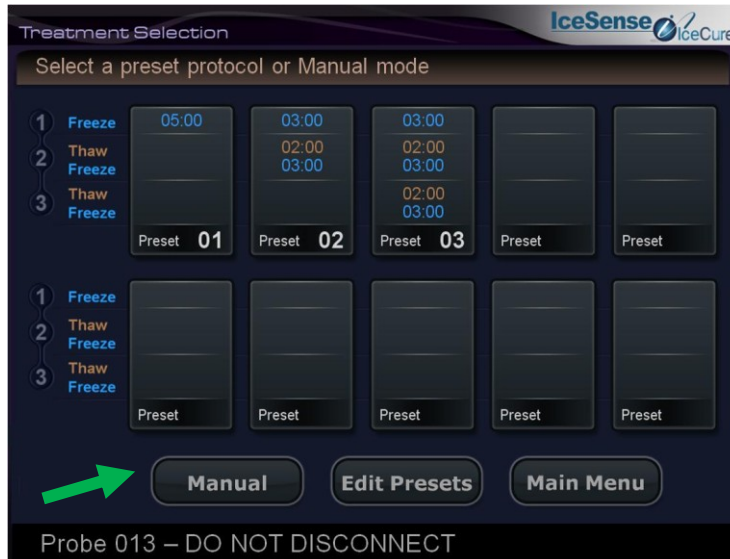 Treatment Selection
IceSense IceCure
Select a preset protocol or Manual mode
1 Freeze 05:00 03:00 03:00
2 Thaw 02:00 02:00
Freeze 03:00 03:00
3 Thaw 02:00
Freeze 03:00
Preset 01 Preset 02 Preset 03 Preset Preset
1 Freeze
2 Thaw
Freeze
3 Thaw
Freeze
Preset Preset Preset Preset Preset
Manual Edit Presets Main Menu
Probe 013 – DO NOT DISCONNECT